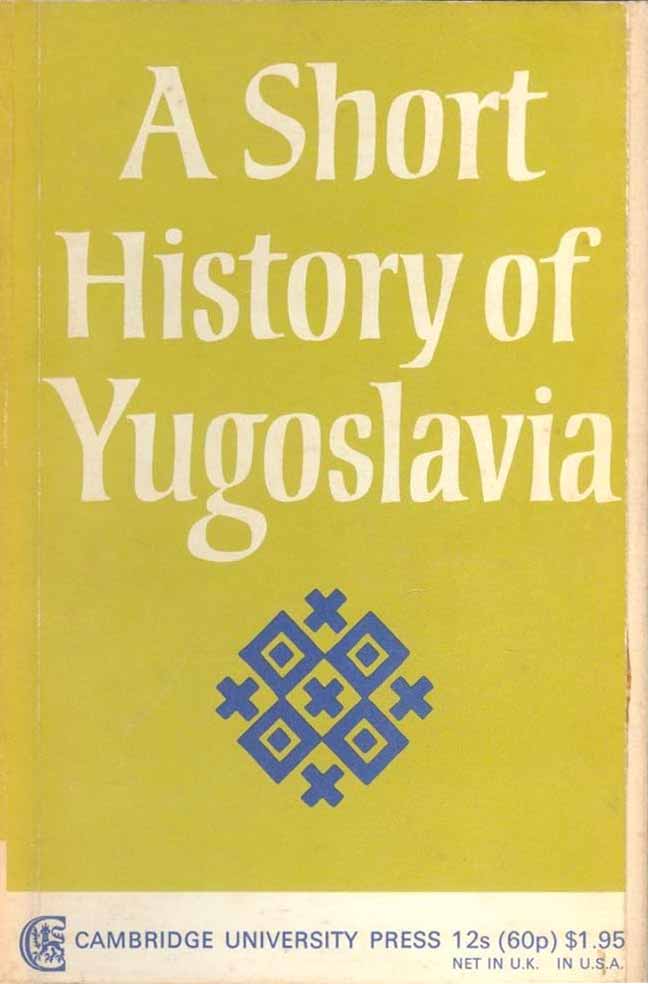 A Short
History of
Yugoslavia
CAMBRIDGE UNIVERSITY PRESS 12s (60p) $1.95
NET IN U.K. IN U.S.A.